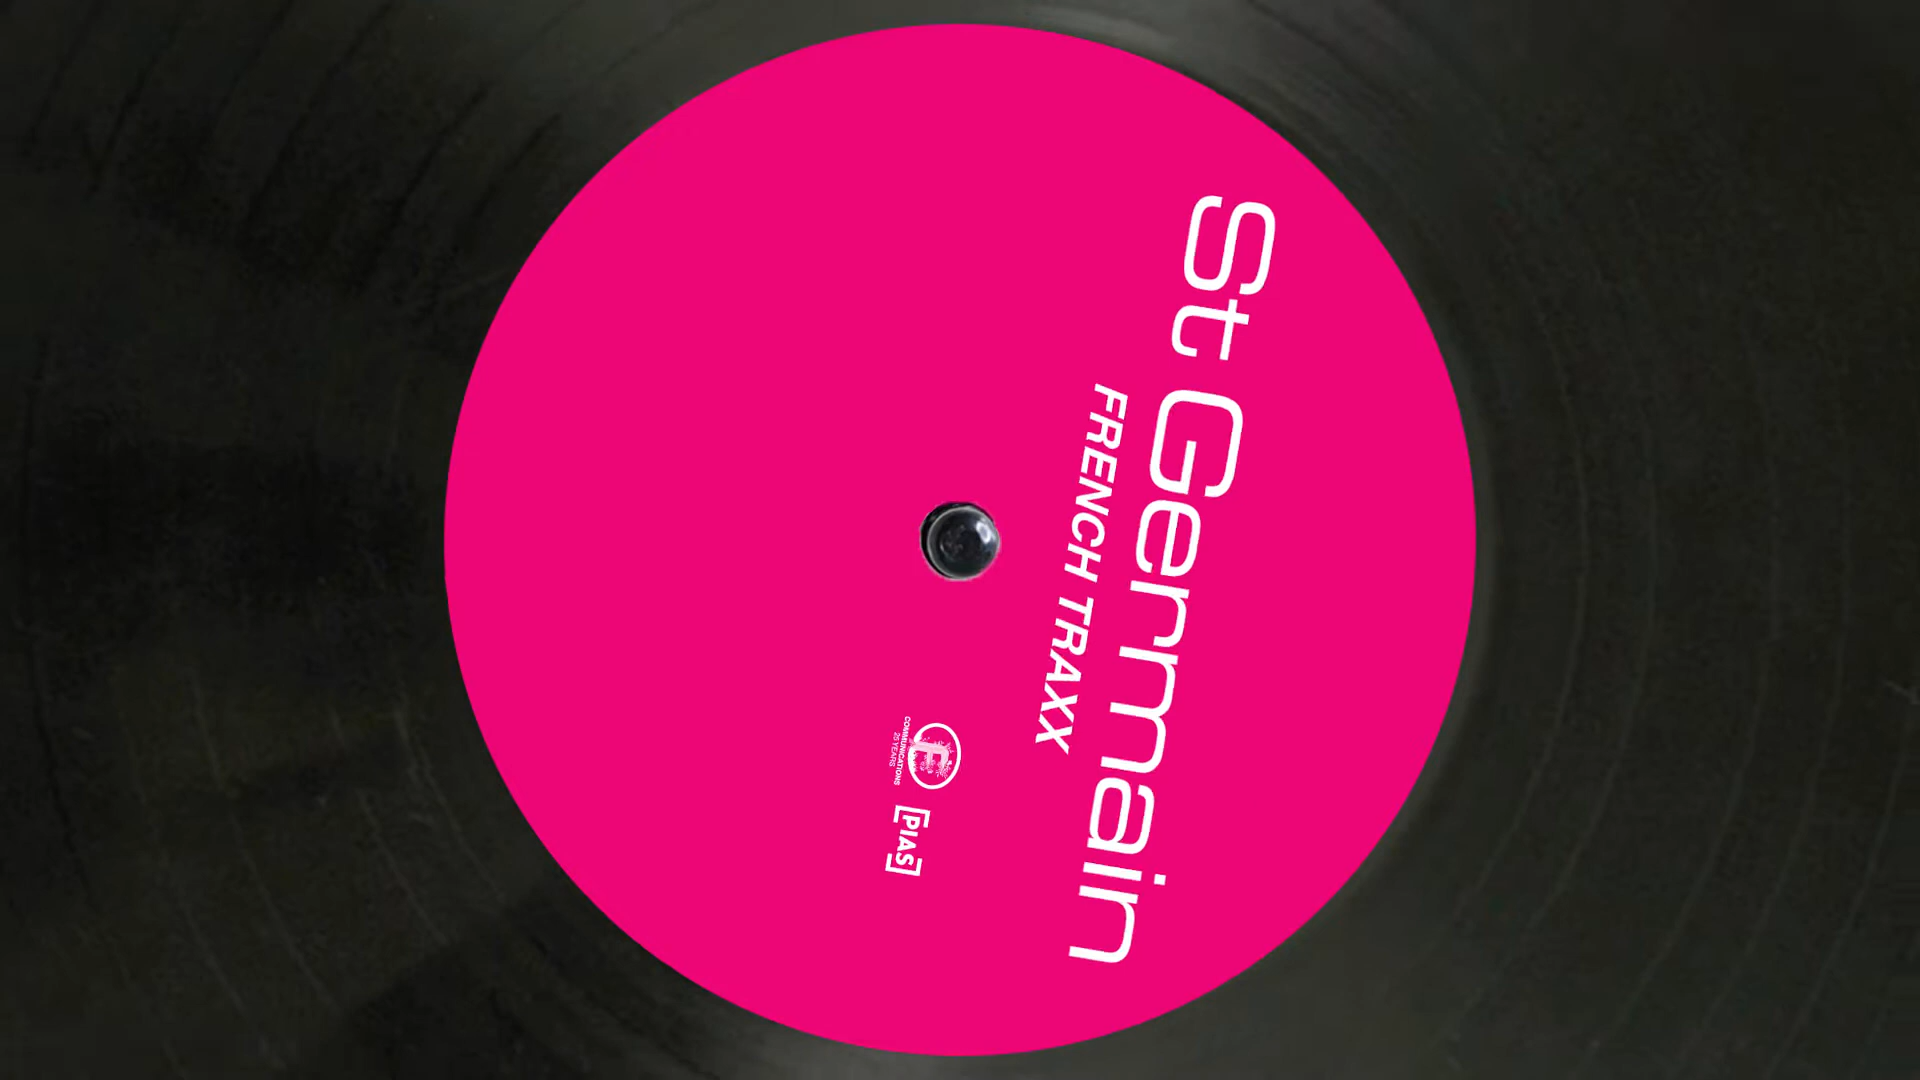 St Germain
FRENCH TRAXX
F
COMMUNICATIONS
25 YEARS
[PIAS]